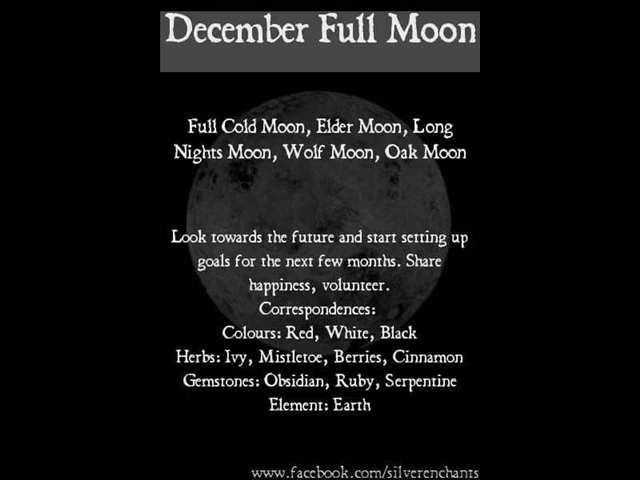 December Full Moon
Full Cold Moon, Elder Moon, Long
Nights Moon, Wolf Moon, Oak Moon
Look towards the future and start setting up
goals for the next few months. Share
happiness, volunteer.
Correspondences:
Colours: Red, White, Black
Herbs: Ivy, Mistletoe, Berries, Cinnamon
Gemstones: Obsidian, Ruby, Serpentine
Element: Earth
www.facebook.com/silverenchants